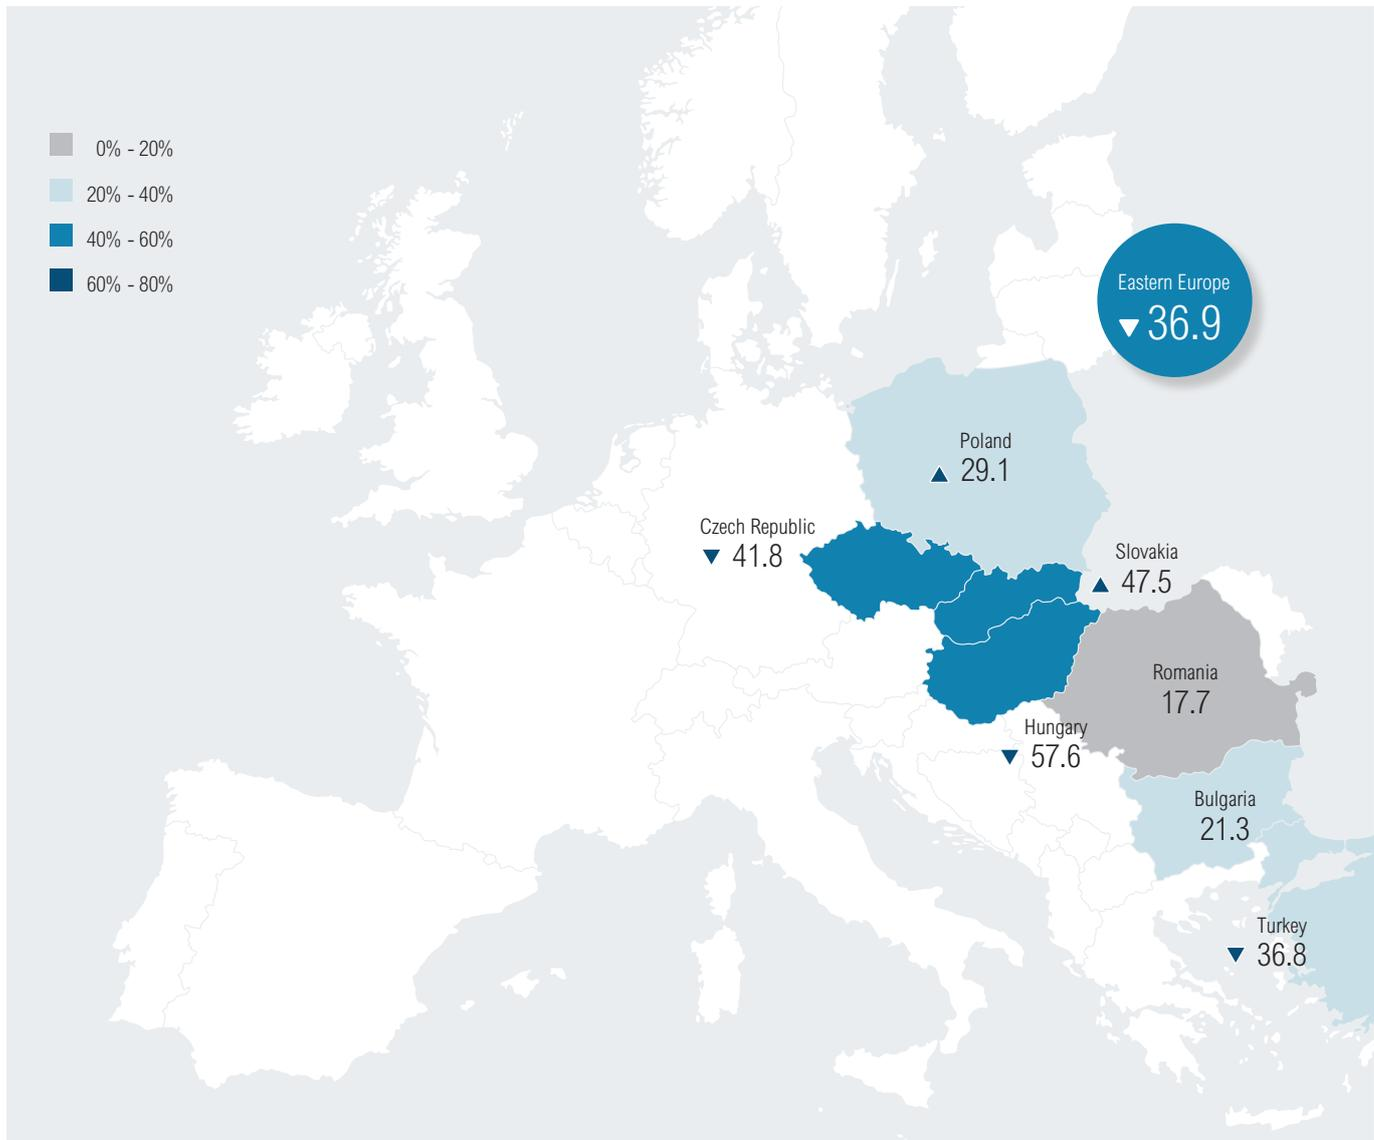 0% - 20%
20% - 40%
40% - 60%
60% - 80%
Eastern Europe
▼ 36.9
Poland
▲ 29.1
Czech Republic
▼ 41.8
Slovakia
▲ 47.5
Romania
17.7
Hungary
▼ 57.6
Bulgaria
21.3
Turkey
▼ 36.8